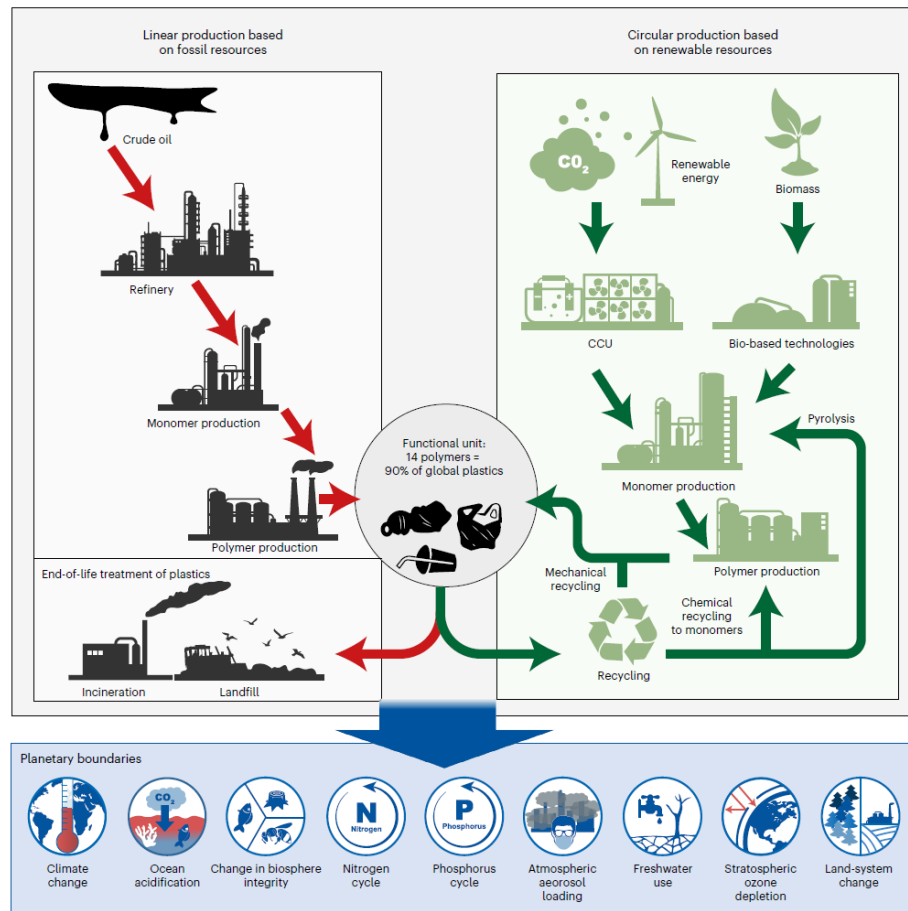 Linear production based
on fossil resources
Circular production based
on renewable resources
Crude oil
CO2
Renewable
energy
Biomass
Refinery
CCU
Bio-based technologies
Monomer production
Pyrolysis
Functional unit:
14 polymers =
90% of global plastics
Monomer production
Polymer production
Polymer production
End-of-life treatment of plastics
Mechanical
recycling
Chemical
recycling
to monomers
Incineration
Landfill
Recycling
Planetary boundaries
CO2
N
Nitrogen
P
Phosphorus
Climate
change
Ocean
acidification
Change in biosphere
integrity
Nitrogen
cycle
Phosphorus
cycle
Atmospheric
aeorosol
loading
Freshwater
use
Stratospheric
ozone
depletion
Land-system
change